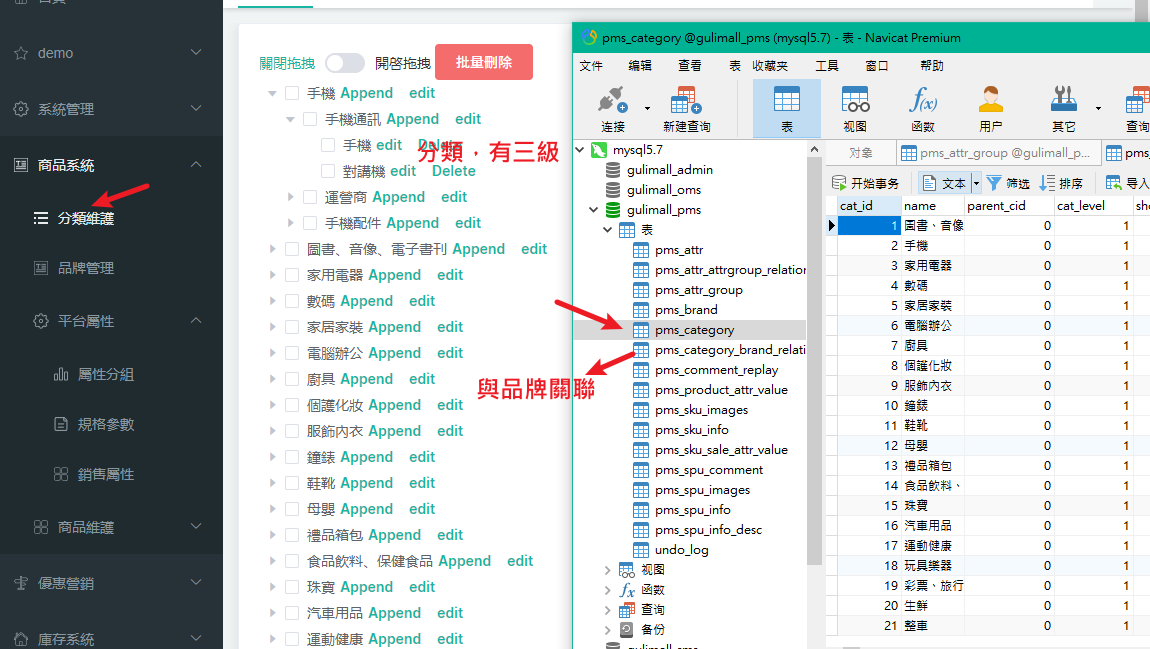 首頁
demo
系統管理
商品系統
分類維護
品牌管理
平台屬性
屬性分組
規格參數
銷售屬性
商品維護
優惠營銷
庫存系統
關閉拖拽 開啓拖拽 批量刪除
手機 Append edit
手機通訊 Append edit
手機 edit Delete
對講機 edit Delete
運營商 Append edit
手機配件 Append edit
圖書、音像、電子書刊 Append edit
家用電器 Append edit
數碼 Append edit
家居家裝 Append edit
電腦辦公 Append edit
廚具 Append edit
個護化妝 Append edit
服飾內衣 Append edit
鐘錶 Append edit
鞋靴 Append edit
母嬰 Append edit
禮品箱包 Append edit
食品飲料、保健食品 Append edit
珠寶 Append edit
汽車用品 Append edit
運動健康 Append edit
分類，有三級
與品牌關聯
pms_category @gulimall_pms (mysql5.7) - 表 - Navicat Premium
文件 编辑 查看 表 收藏夹 工具 窗口 帮助
连接 新建查询 表 视图 函数 用户 其它 查询
mysql5.7
gulimall_admin
gulimall_oms
gulimall_pms
表
pms_attr
pms_attr_attrgroup_relation
pms_attr_group
pms_brand
pms_category
pms_category_brand_relati
pms_comment_replay
pms_product_attr_value
pms_sku_images
pms_sku_info
pms_sku_sale_attr_value
pms_spu_comment
pms_spu_images
pms_spu_info
pms_spu_info_desc
undo_log
视图
函数
查询
备份
对象 pms_attr_group @gulimall_p... pms_
开始事务 文本 筛选 排序 导入
cat_id name parent_cid cat_level sho
1 圖書、音像 0 1
2 手機 0 1
3 家用電器 0 1
4 數碼 0 1
5 家居家裝 0 1
6 電腦辦公 0 1
7 廚具 0 1
8 個護化妝 0 1
9 服飾內衣 0 1
10 鐘錶 0 1
11 鞋靴 0 1
12 母嬰 0 1
13 禮品箱包 0 1
14 食品飲料、 0 1
15 珠寶 0 1
16 汽車用品 0 1
17 運動健康 0 1
18 玩具樂器 0 1
19 彩票、旅行 0 1
20 生鮮 0 1
21 整車 0 1